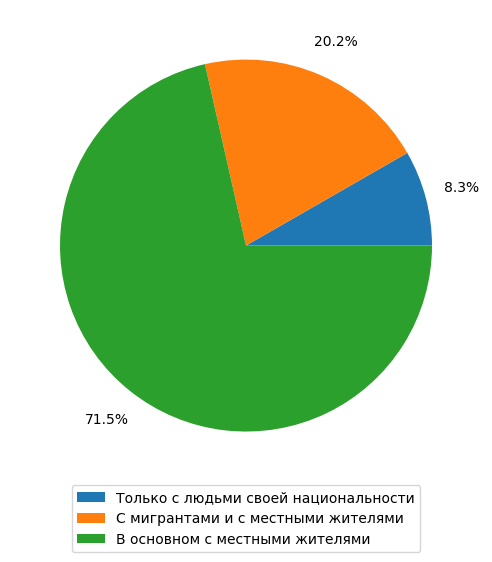 20.2%
8.3%
71.5%
Только с людьми своей национальности
С мигрантами и с местными жителями
В основном с местными жителями